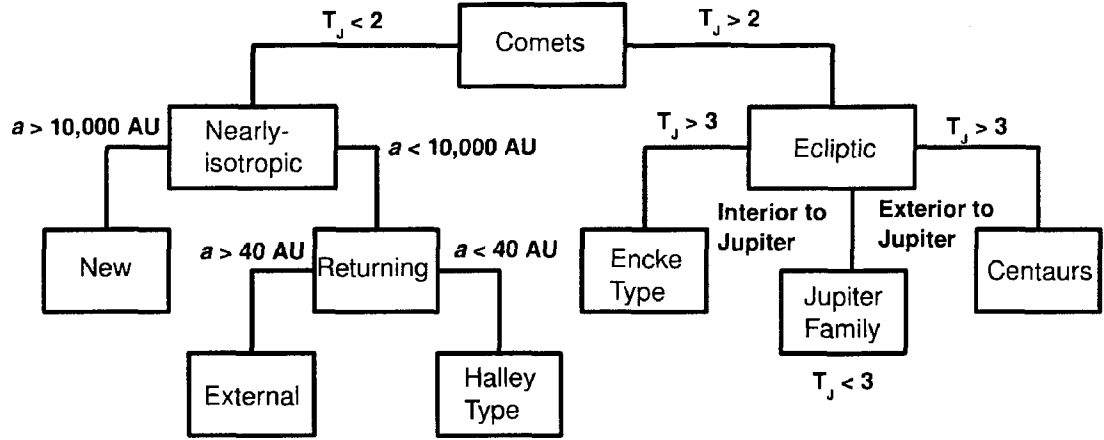 T_J < 2
Comets
T_J > 2
a > 10,000 AU
Nearly-
isotropic
a < 10,000 AU
T_J > 3
Ecliptic
T_J > 3
New
a > 40 AU
Returning
a < 40 AU
Encke
Type
Interior to
Jupiter
Exterior to
Jupiter
Centaurs
Jupiter
Family
T_J < 3
External
Halley
Type